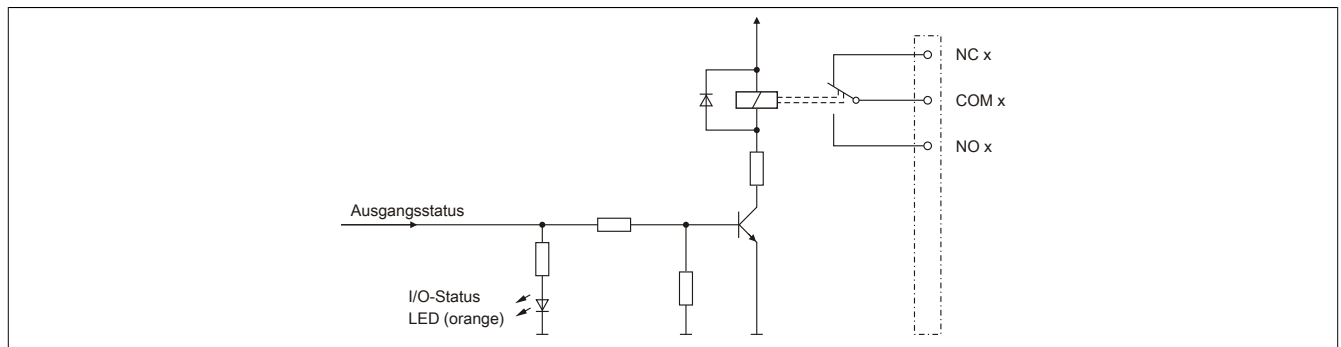 NC x
COM x
NO x
Ausgangsstatus
I/O-Status
LED (orange)